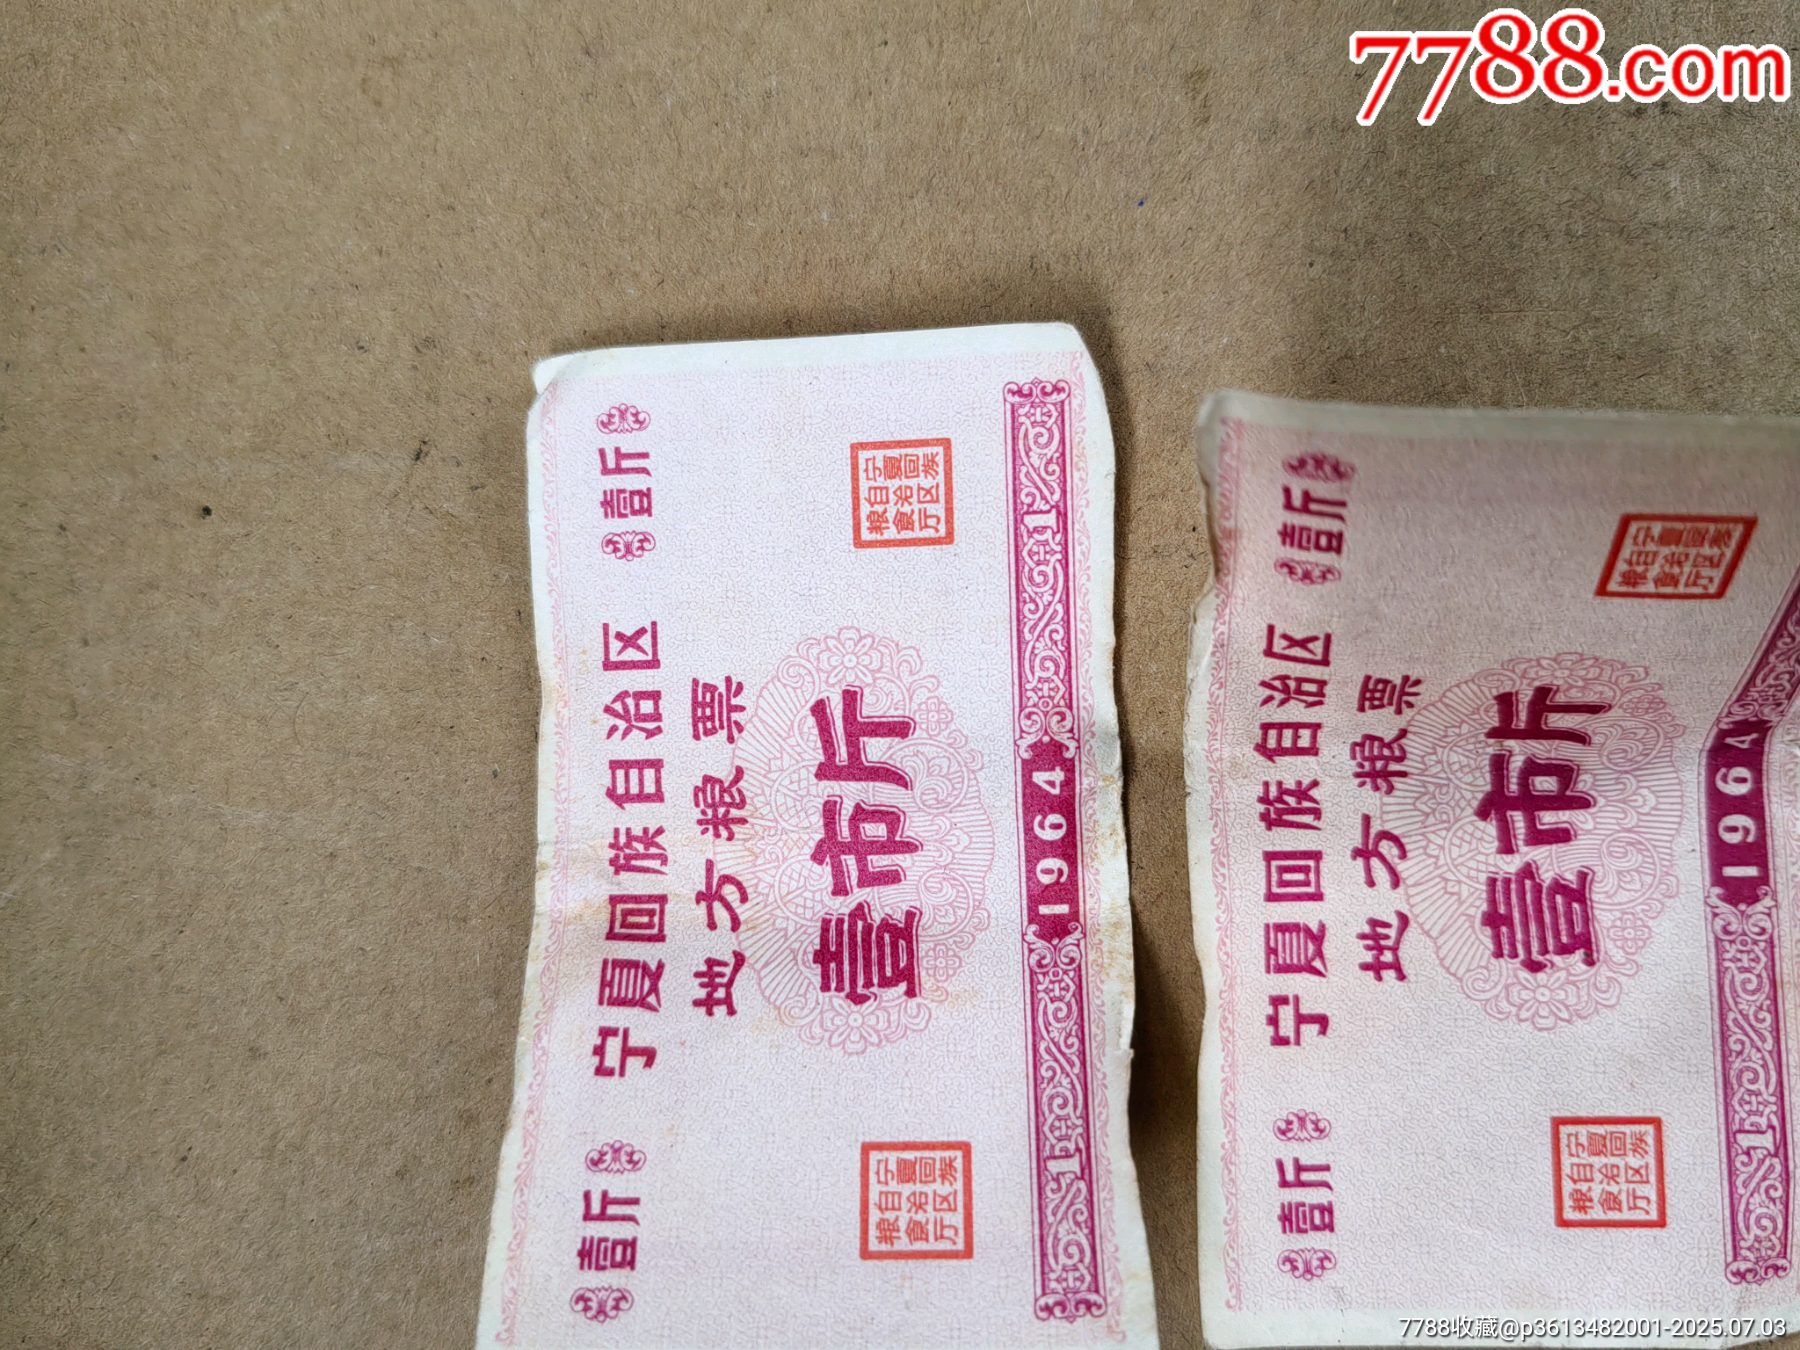 7788.com
宁夏回族自治区
地方粮票
壹斤
壹斤
壹市斤
宁夏回族
自治区
粮食厅
宁夏回族
自治区
粮食厅
1
1964
1
宁夏回族自治区
地方粮票
壹斤
壹斤
壹市斤
宁夏回族
自治区
粮食厅
宁夏回族
自治区
粮食厅
1
1964
7788收藏@p3613482001-2025.07.03